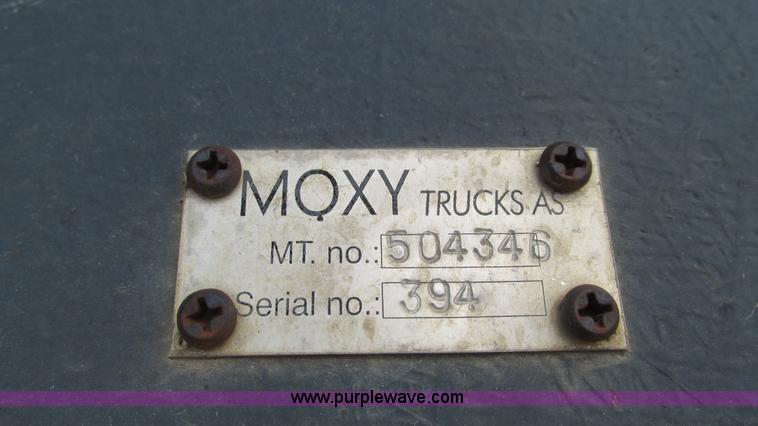 MOXY TRUCKS AS
MT. no.: 504346
Serial no.: 394
www.purplewave.com